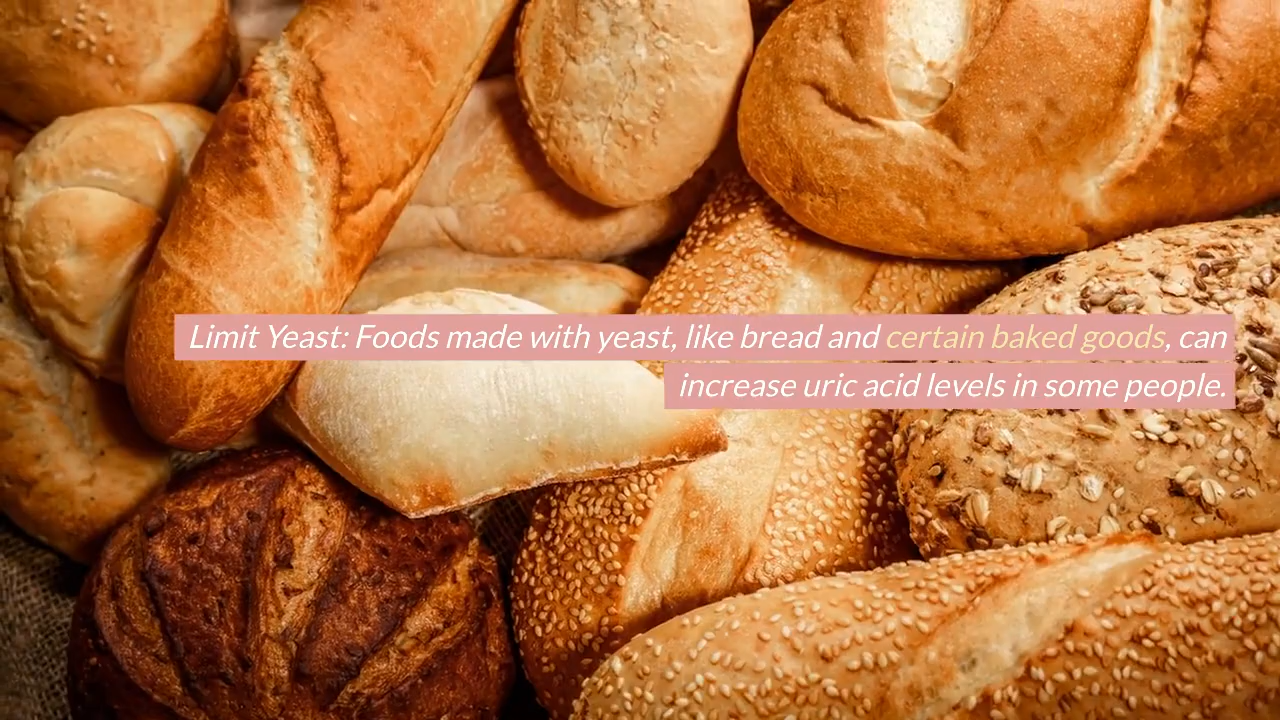 Limit Yeast: Foods made with yeast, like bread and certain baked goods, can
increase uric acid levels in some people.